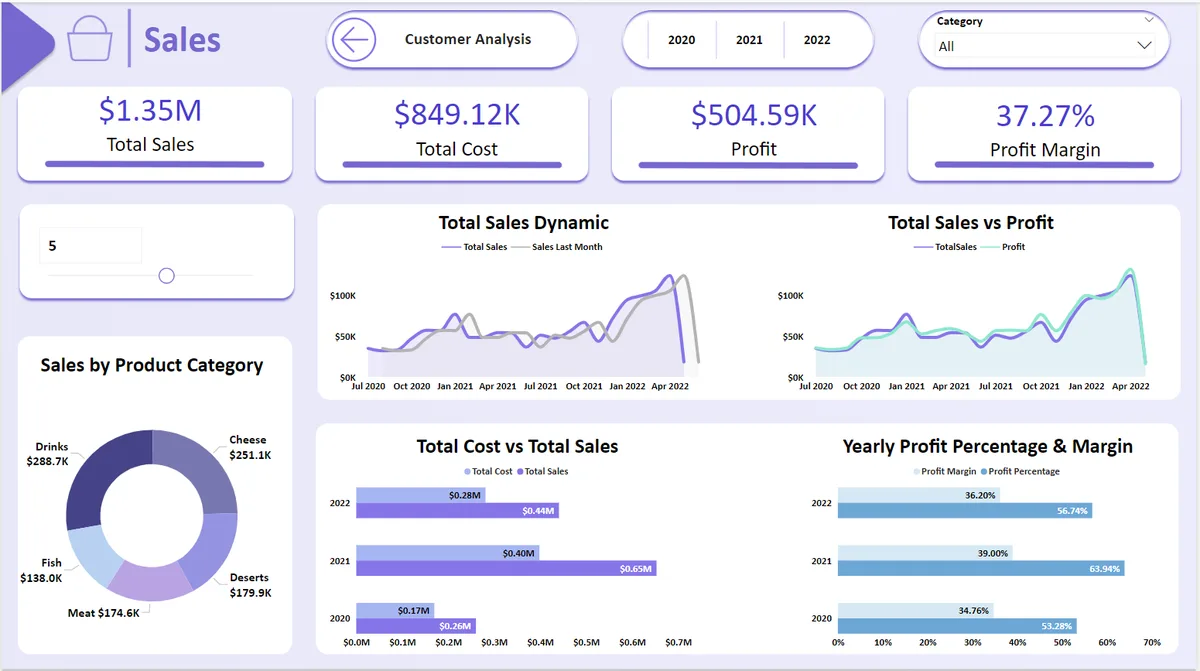 Sales
Customer Analysis
2020
2021
2022
Category
All
$1.35M
Total Sales
$849.12K
Total Cost
$504.59K
Profit
37.27%
Profit Margin
5
Total Sales Dynamic
Total Sales Sales Last Month
$100K
$50K
$0K
Jul 2020 Oct 2020 Jan 2021 Apr 2021 Jul 2021 Oct 2021 Jan 2022 Apr 2022
Total Sales vs Profit
TotalSales Profit
$100K
$50K
$0K
Jul 2020 Oct 2020 Jan 2021 Apr 2021 Jul 2021 Oct 2021 Jan 2022 Apr 2022
Sales by Product Category
Drinks
$288.7K
Cheese
$251.1K
Fish
$138.0K
Deserts
$179.9K
Meat $174.6K
Total Cost vs Total Sales
Total Cost Total Sales
2022
$0.28M
$0.44M
2021
$0.40M
$0.65M
2020
$0.17M
$0.26M
$0.0M $0.1M $0.2M $0.3M $0.4M $0.5M $0.6M $0.7M
Yearly Profit Percentage & Margin
Profit Margin Profit Percentage
2022
36.20%
56.74%
2021
39.00%
63.94%
2020
34.76%
53.28%
0% 10% 20% 30% 40% 50% 60% 70%